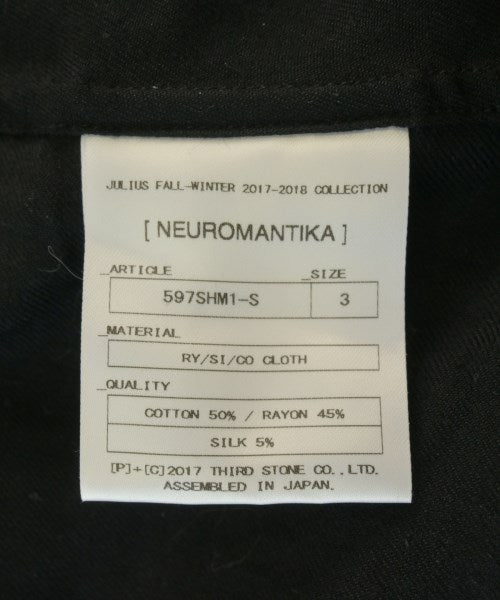 JULIUS FALL-WINTER 2017-2018 COLLECTION
[ NEUROMANTIKA ]
_ARTICLE _SIZE
597SHM1-S 3
_MATERIAL
RY/SI/CO CLOTH
_QUALITY
COTTON 50% / RAYON 45%
SILK 5%
[P]+[C]2017 THIRD STONE CO.,LTD.
ASSEMBLED IN JAPAN.